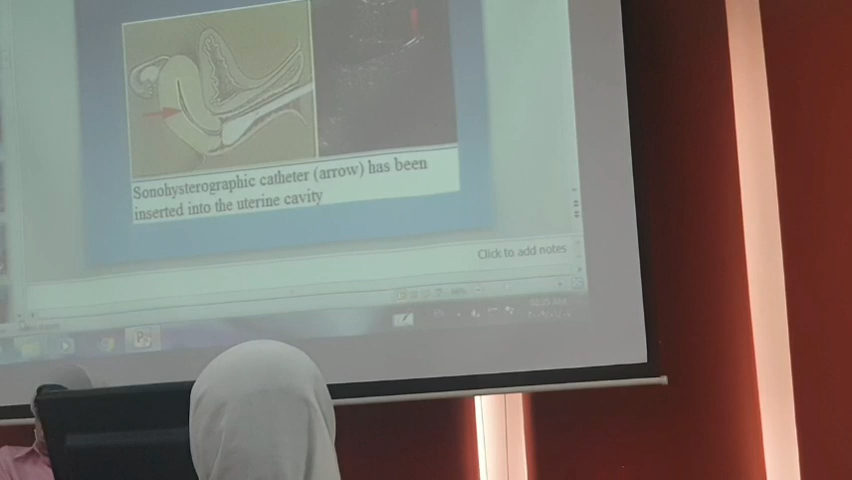 Sonohysterographic catheter (arrow) has been
inserted into the uterine cavity
Click to add notes